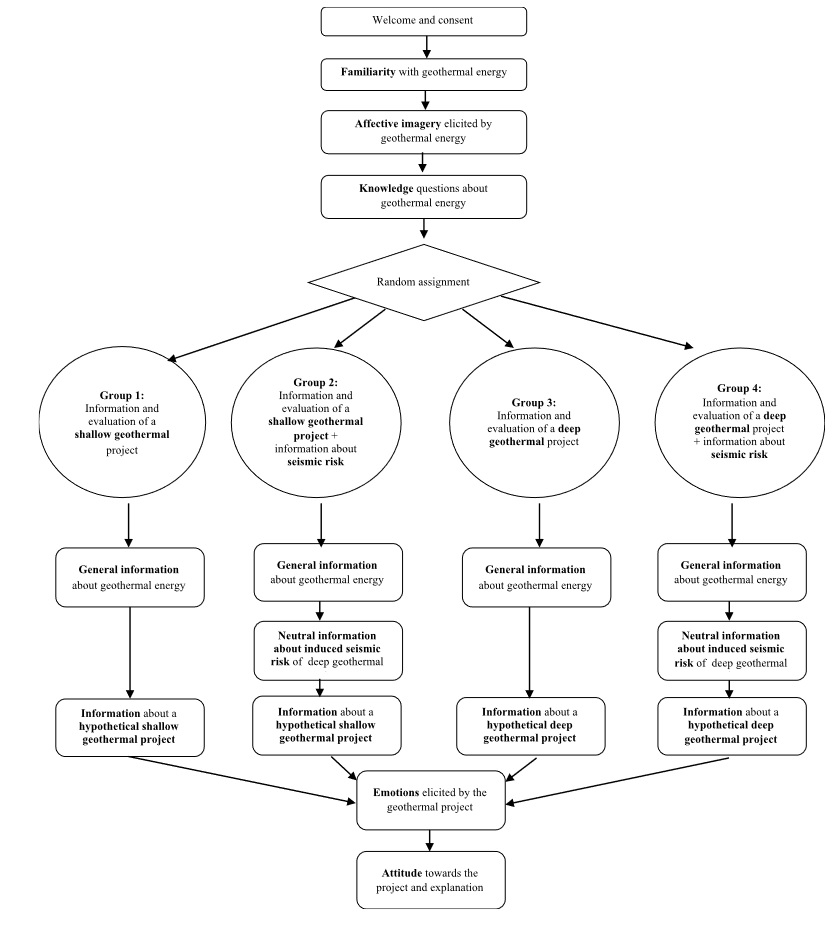 Welcome and consent
Familiarity with geothermal energy
Affective imagery elicited by
geothermal energy
Knowledge questions about
geothermal energy
Random assignment
Group 1:
Information and
evaluation of a
shallow geothermal
project
Group 2:
Information and
evaluation of a
shallow geothermal
project +
information about
seismic risk
Group 3:
Information and
evaluation of a deep
geothermal project
Group 4:
Information and
evaluation of a deep
geothermal project
+ information about
seismic risk
General information
about geothermal energy
General information
about geothermal energy
General information
about geothermal energy
General information
about geothermal energy
Neutral information
about induced seismic
risk of deep geothermal
Neutral information
about induced seismic
risk of deep geothermal
Information about a
hypothetical shallow
geothermal project
Information about a
hypothetical shallow
geothermal project
Information about a
hypothetical deep
geothermal project
Information about a
hypothetical deep
geothermal project
Emotions elicited by the
geothermal project
Attitude towards the
project and explanation